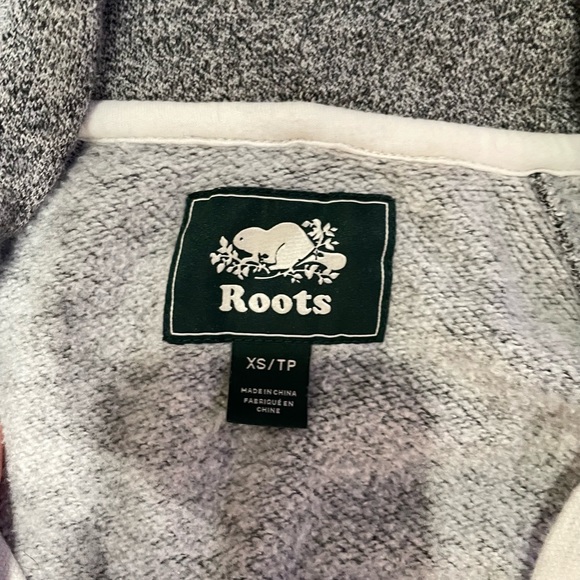 Roots
XS/TP
MADE IN CHINA
FABRIQUÉ EN
CHINE